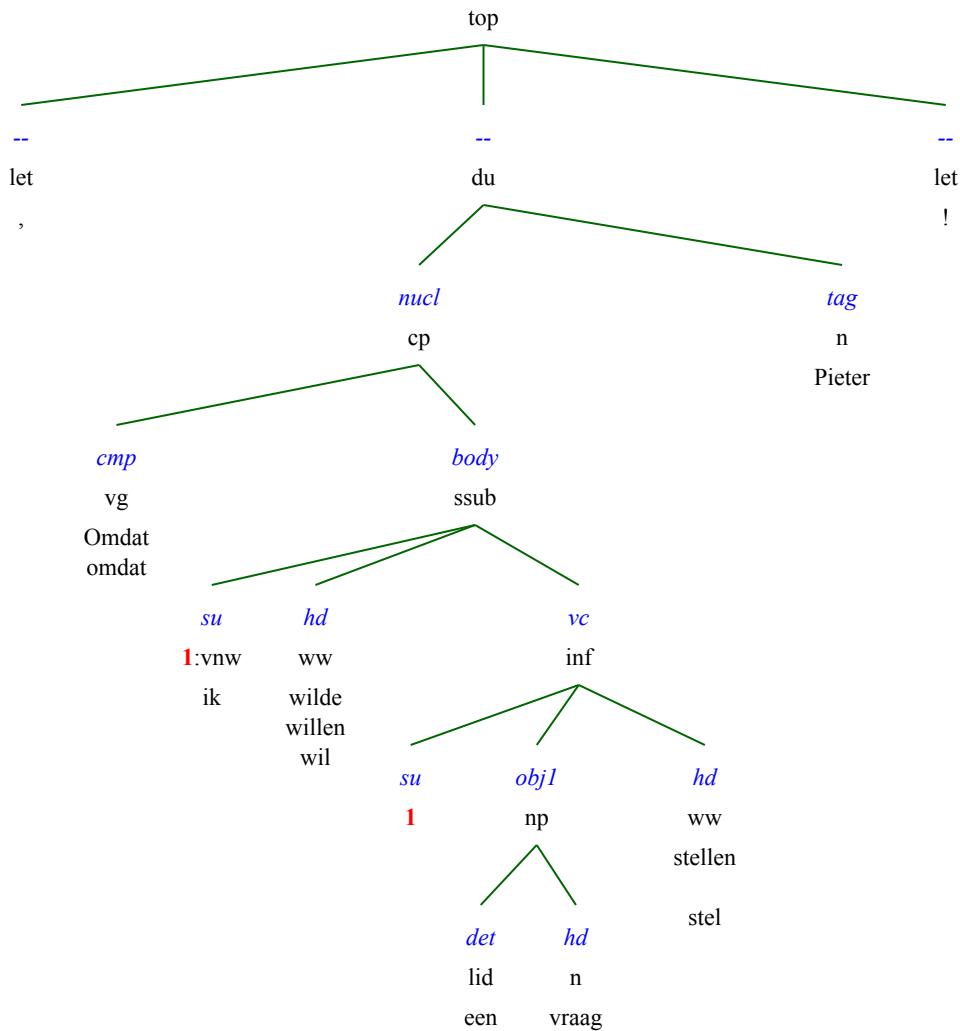 top
-- -- --
let du let
, !
nucl tag
cp n
Pieter
cmp body
vg ssub
Omdat
omdat
su hd vc
1:vnw ww inf
ik wilde
willen
wil
su obj1 hd
1 np ww
stellen
stel
det hd
lid n
een vraag